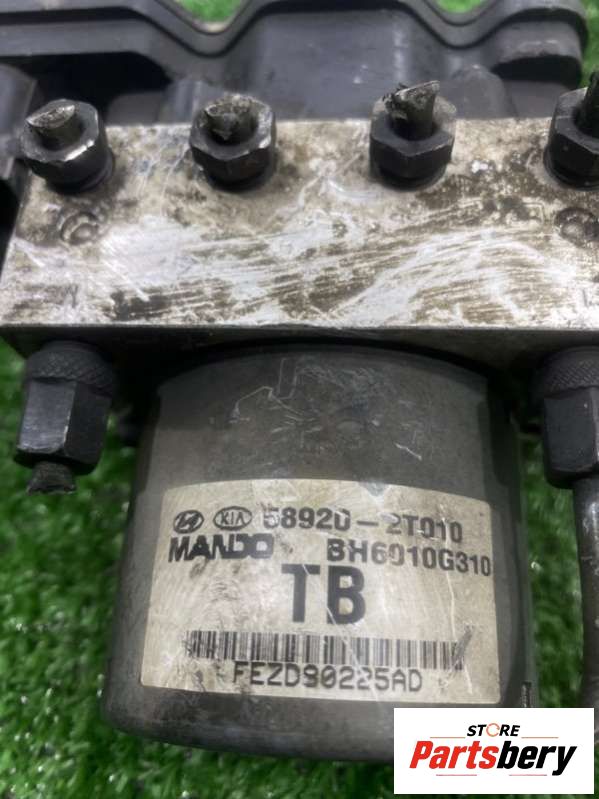 KIA 58920-2T010
MANDO BH6010G310
TB
FEZD90225AD
STORE
Partsbery